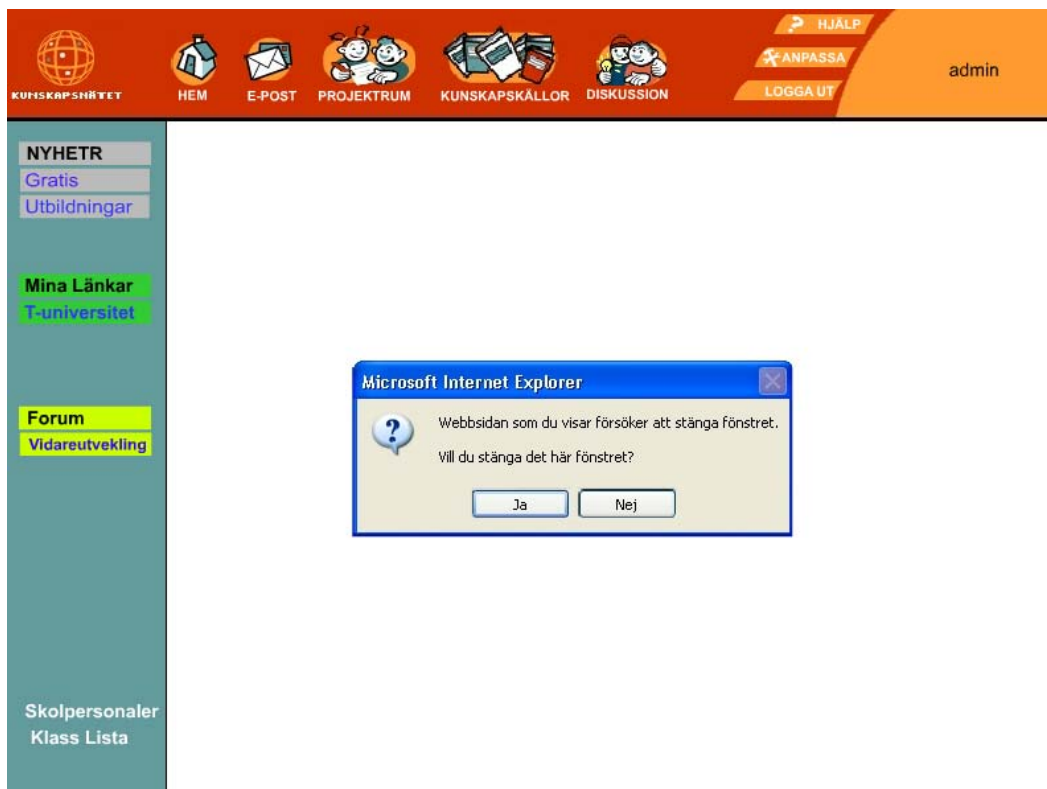 KUNSKAPSNÄTET
HEM
E-POST
PROJEKTRUM
KUNSKAPSKÄLLOR
DISKUSSION
HJÄLP
ANPASSA
LOGGA UT
admin
NYHETR
Gratis
Utbildningar
Mina Länkar
T-universitet
Forum
Vidareutvekling
Skolpersonaler
Klass Lista
Microsoft Internet Explorer
Webbsidan som du visar försöker att stänga fönstret.
Vill du stänga det här fönstret?
Ja
Nej